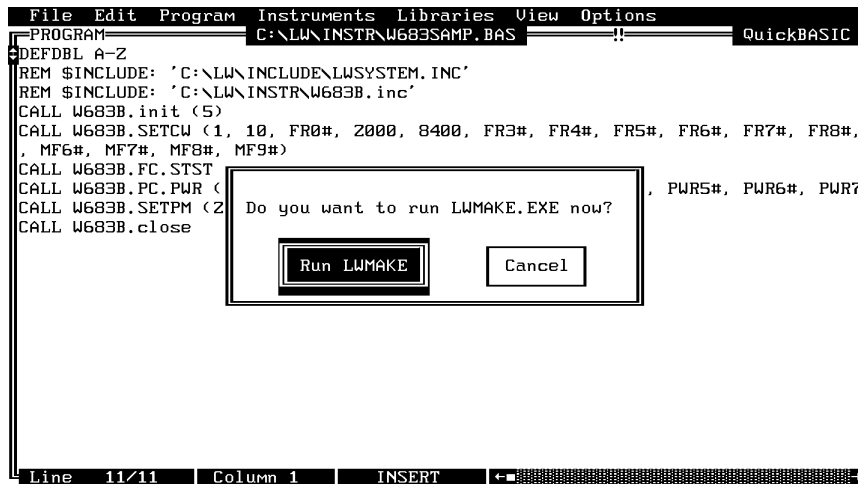 File Edit Program Instruments Libraries View Options
PROGRAM C:\LW\INSTR\W683SAMP.BAS !! QuickBASIC
DEFDBL A-Z
REM $INCLUDE: 'C:\LW\INCLUDE\LWSYSTEM.INC'
REM $INCLUDE: 'C:\LW\INSTR\W683B.inc'
CALL W683B.init (5)
CALL W683B.SETCW (1, 10, FR0#, 2000, 8400, FR3#, FR4#, FR5#, FR6#, FR7#, FR8#,
, MF6#, MF7#, MF8#, MF9#)
CALL W683B.FC.STST
CALL W683B.PC.PWR ( , PWR5#, PWR6#, PWR7
CALL W683B.SETPM (2
CALL W683B.close
Do you want to run LWMAKE.EXE now?
Run LWMAKE Cancel
Line 11/11 Column 1 INSERT